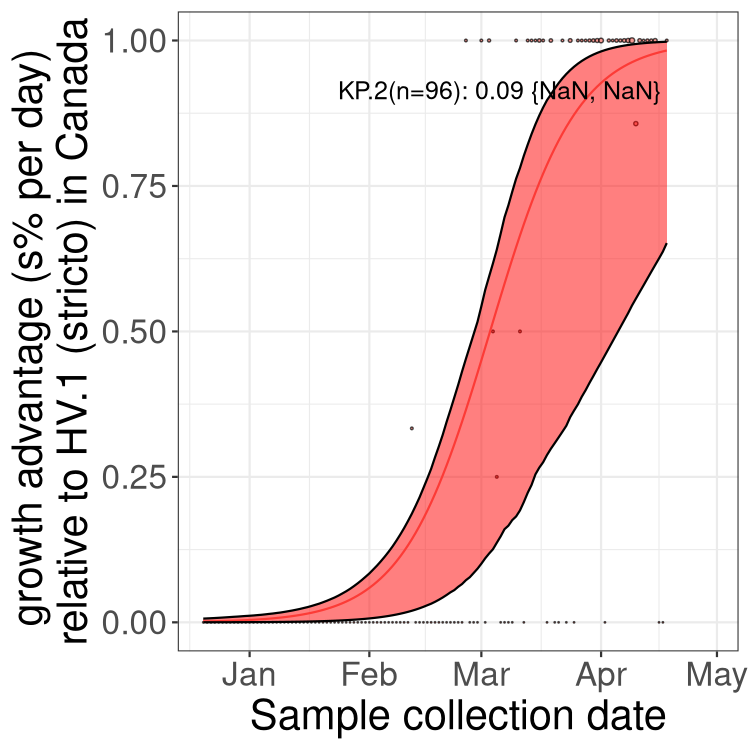 growth advantage (s% per day)
relative to HV.1 (stricto) in Canada
1.00
0.75
0.50
0.25
0.00
KP.2(n=96): 0.09 {NaN, NaN}
Jan Feb Mar Apr May
Sample collection date